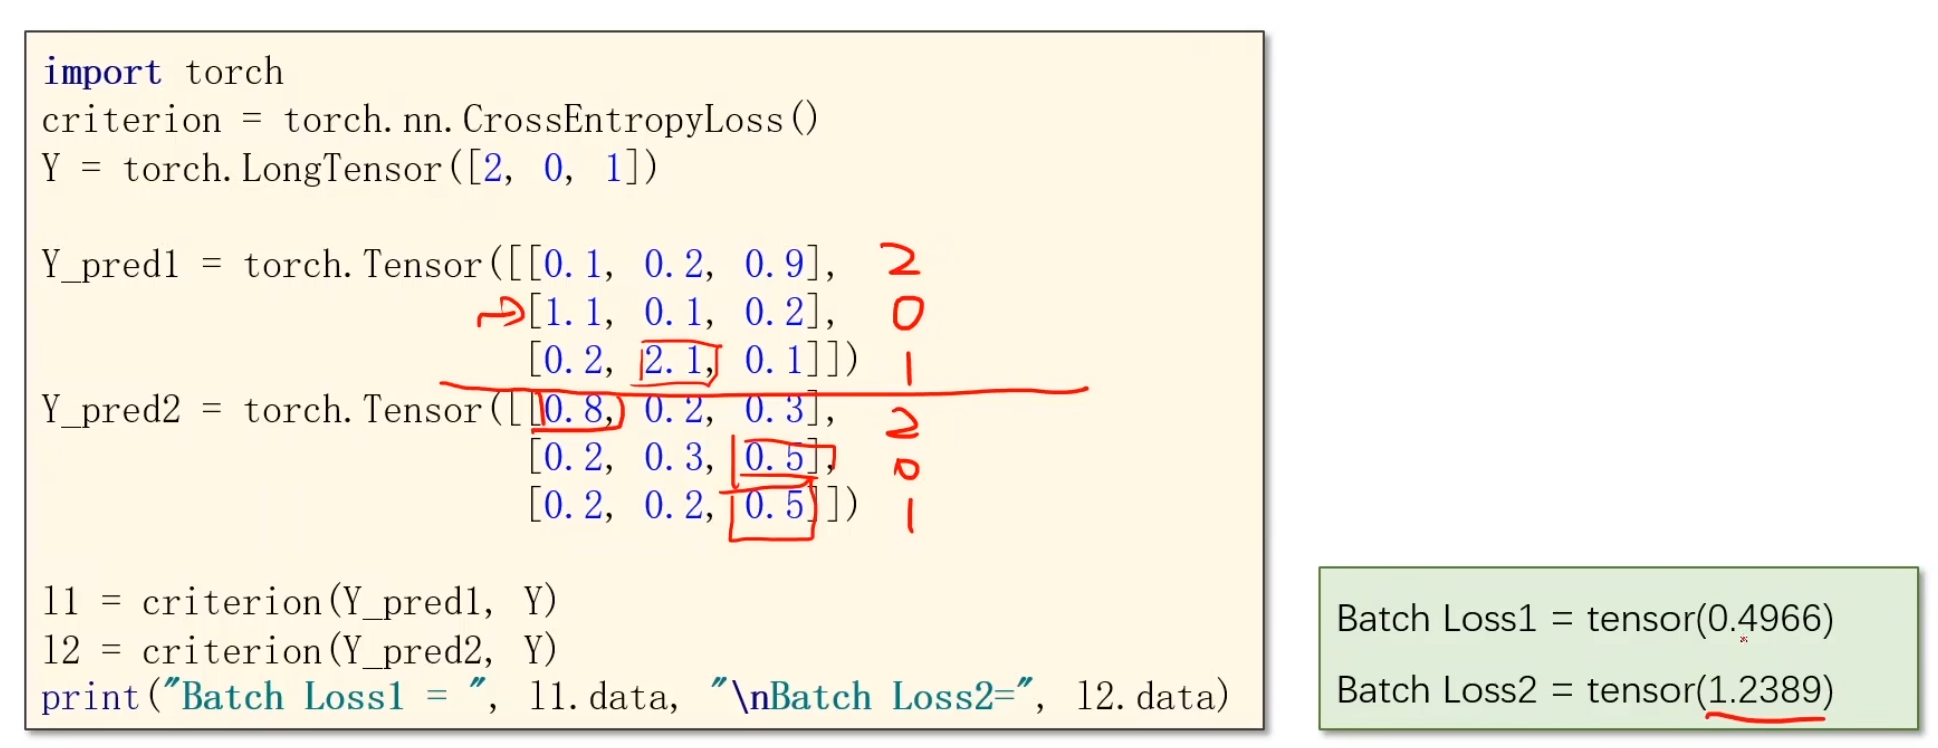 import torch
criterion = torch.nn.CrossEntropyLoss()
Y = torch.LongTensor([2, 0, 1])
Y_pred1 = torch.Tensor([[0.1, 0.2, 0.9], 2
[1.1, 0.1, 0.2], 0
[0.2, 2.1, 0.1]]) 1
Y_pred2 = torch.Tensor([[0.8, 0.2, 0.3], 2
[0.2, 0.3, 0.5], 0
[0.2, 0.2, 0.5]]) 1
l1 = criterion(Y_pred1, Y)
l2 = criterion(Y_pred2, Y)
print("Batch Loss1 = ", l1.data, "\nBatch Loss2=", l2.data)
Batch Loss1 = tensor(0.4966)
Batch Loss2 = tensor(1.2389)